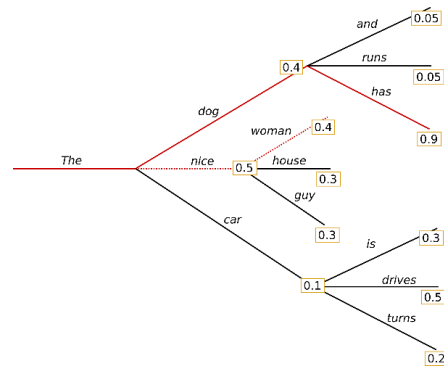 and
0.05
0.4
runs
0.05
has
dog
0.9
woman
0.4
The
nice
0.5
house
0.3
guy
car
0.3
is
0.3
drives
0.1
0.5
turns
0.2